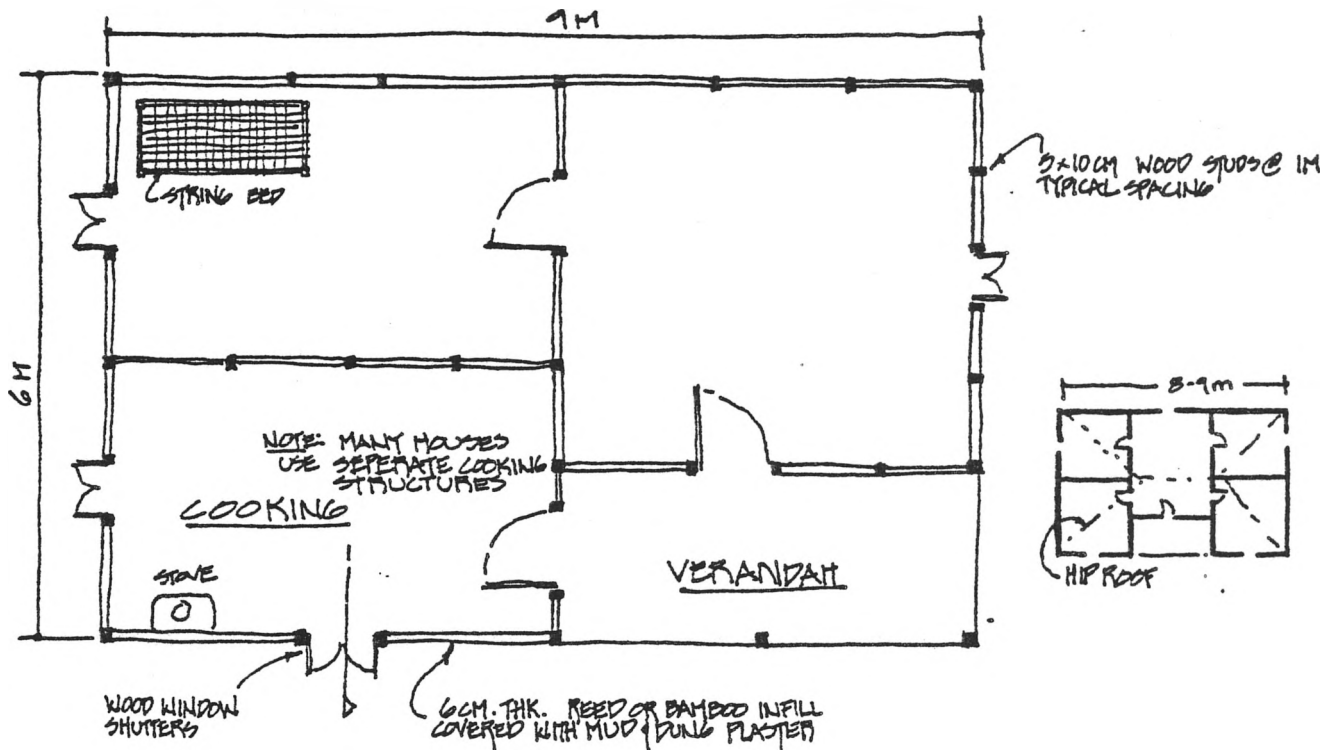 9M
6M
STRING BED
5×10CM WOOD STUDS @ 1M
TYPICAL SPACING
NOTE: MANY HOUSES
USE SEPERATE COOKING
STRUCTURES
COOKING
STOVE
VERANDAH
8-9m
HIP ROOF
WOOD WINDOW
SHUTTERS
6CM. THK. REED OR BAMBOO INFILL
COVERED WITH MUD & DUNG PLASTER